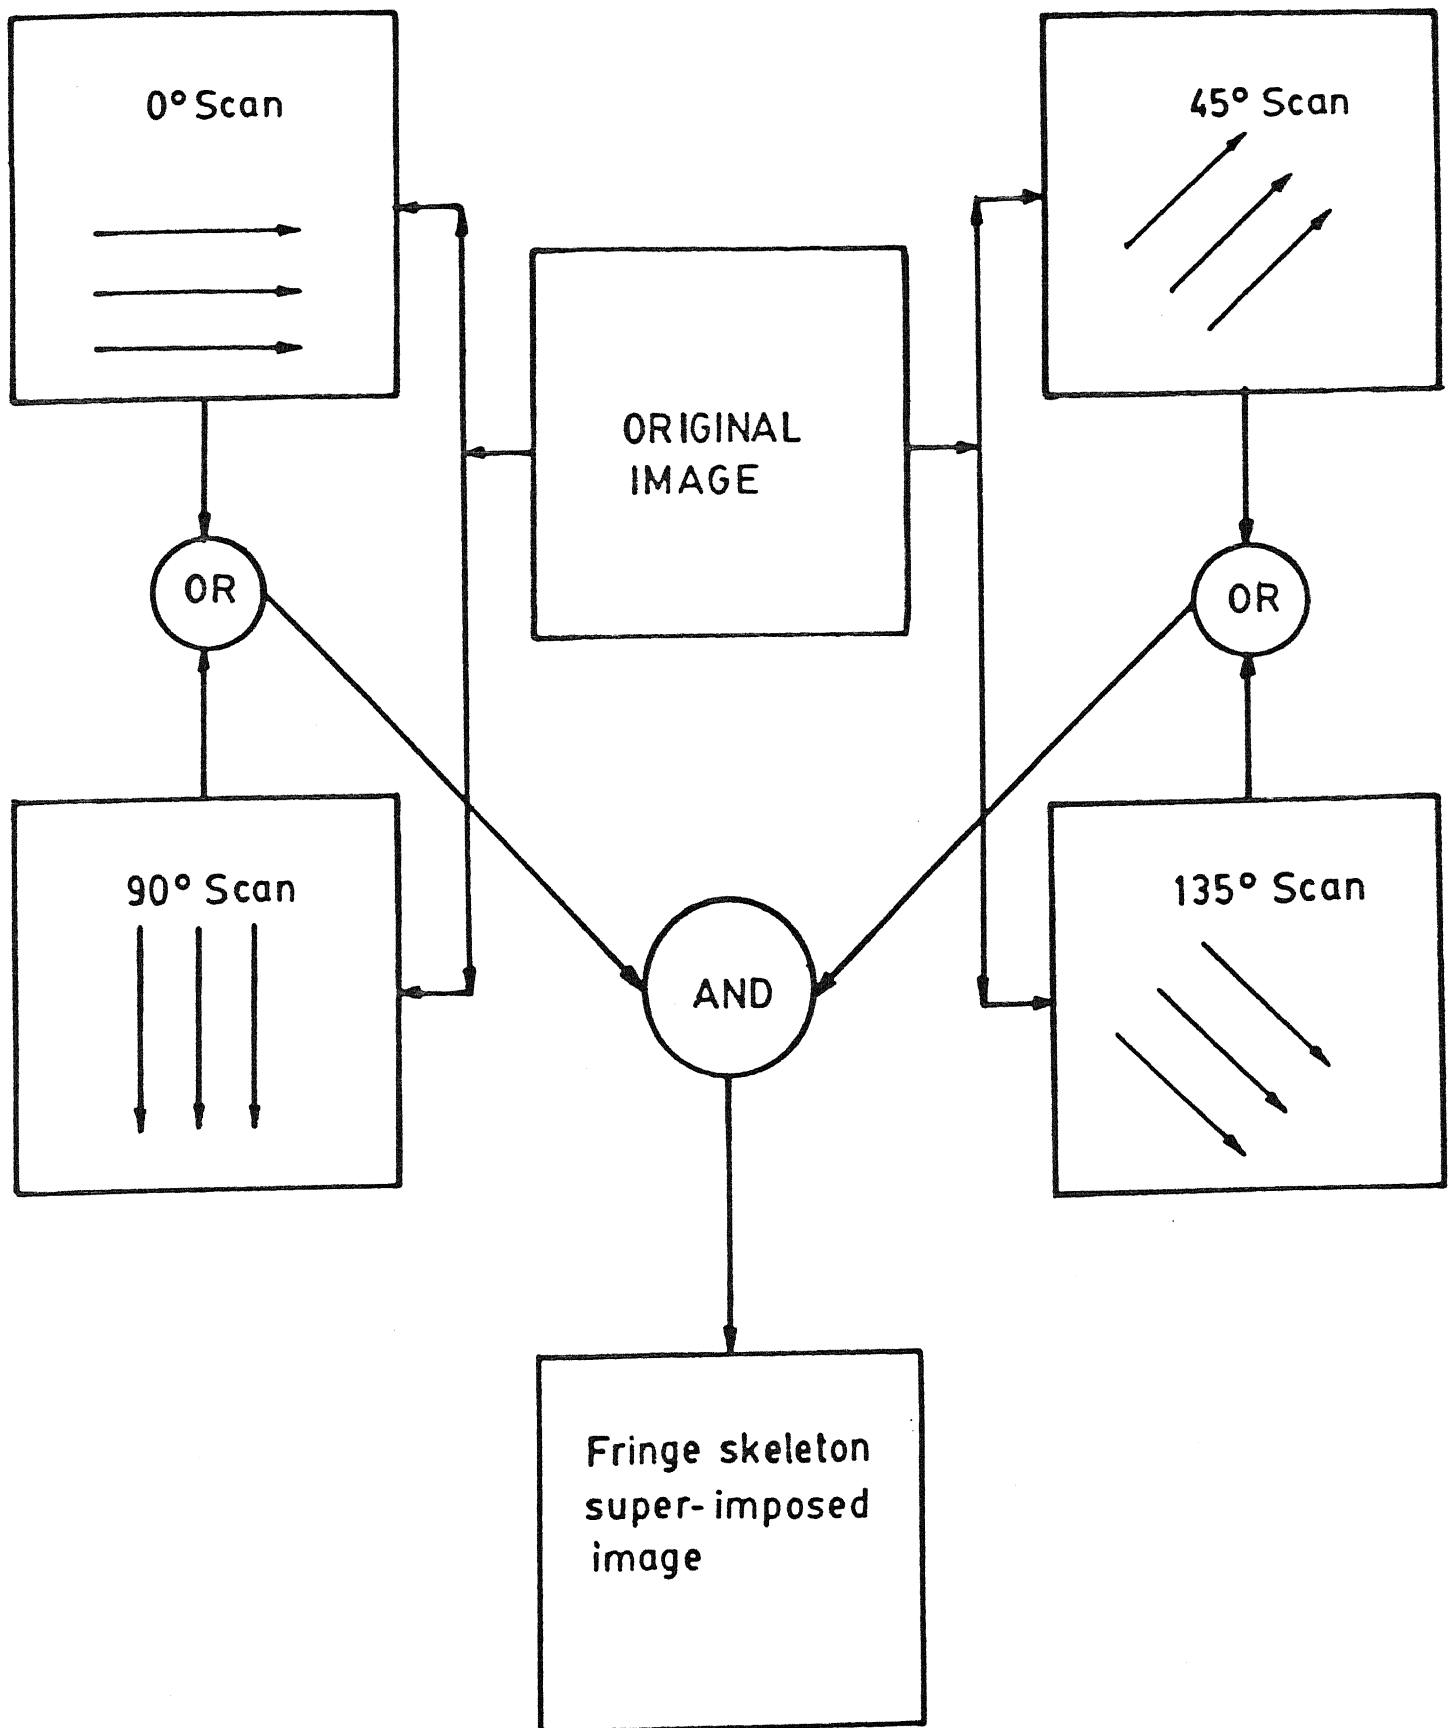 0° Scan
45° Scan
ORIGINAL
IMAGE
OR
OR
90° Scan
135° Scan
AND
Fringe skeleton
super-imposed
image